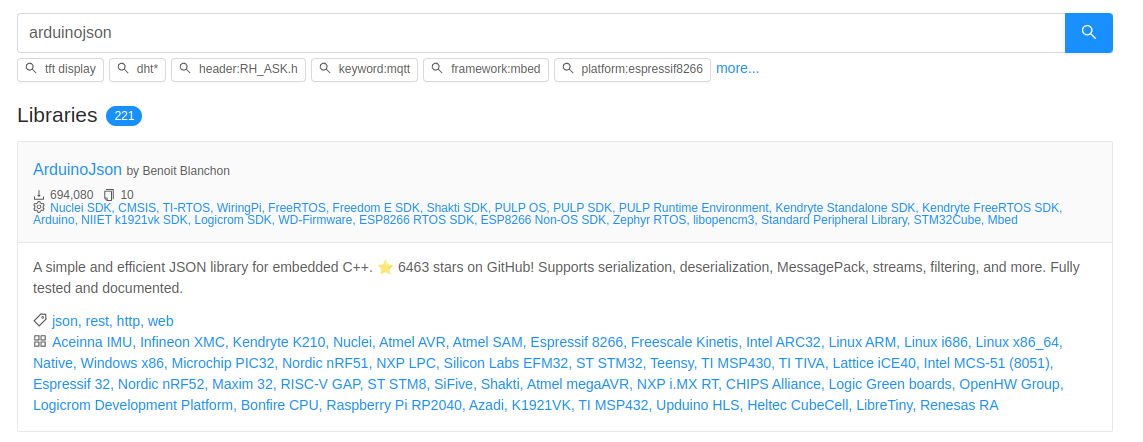 arduinojson
tft display dht* header:RH_ASK.h keyword:mqtt framework:mbed platform:espressif8266 more...
Libraries 221
ArduinoJson by Benoit Blanchon
694,080 10
Nuclei SDK, CMSIS, TI-RTOS, WiringPi, FreeRTOS, Freedom E SDK, Shakti SDK, PULP OS, PULP SDK, PULP Runtime Environment, Kendryte Standalone SDK, Kendryte FreeRTOS SDK,
Arduino, NIIET k1921vk SDK, Logicrom SDK, WD-Firmware, ESP8266 RTOS SDK, ESP8266 Non-OS SDK, Zephyr RTOS, libopencm3, Standard Peripheral Library, STM32Cube, Mbed
A simple and efficient JSON library for embedded C++. ⭐ 6463 stars on GitHub! Supports serialization, deserialization, MessagePack, streams, filtering, and more. Fully
tested and documented.
json, rest, http, web
Aceinna IMU, Infineon XMC, Kendryte K210, Nuclei, Atmel AVR, Atmel SAM, Espressif 8266, Freescale Kinetis, Intel ARC32, Linux ARM, Linux i686, Linux x86_64,
Native, Windows x86, Microchip PIC32, Nordic nRF51, NXP LPC, Silicon Labs EFM32, ST STM32, Teensy, TI MSP430, TI TIVA, Lattice iCE40, Intel MCS-51 (8051),
Espressif 32, Nordic nRF52, Maxim 32, RISC-V GAP, ST STM8, SiFive, Shakti, Atmel megaAVR, NXP i.MX RT, CHIPS Alliance, Logic Green boards, OpenHW Group,
Logicrom Development Platform, Bonfire CPU, Raspberry Pi RP2040, Azadi, K1921VK, TI MSP432, Upduino HLS, Heltec CubeCell, LibreTiny, Renesas RA